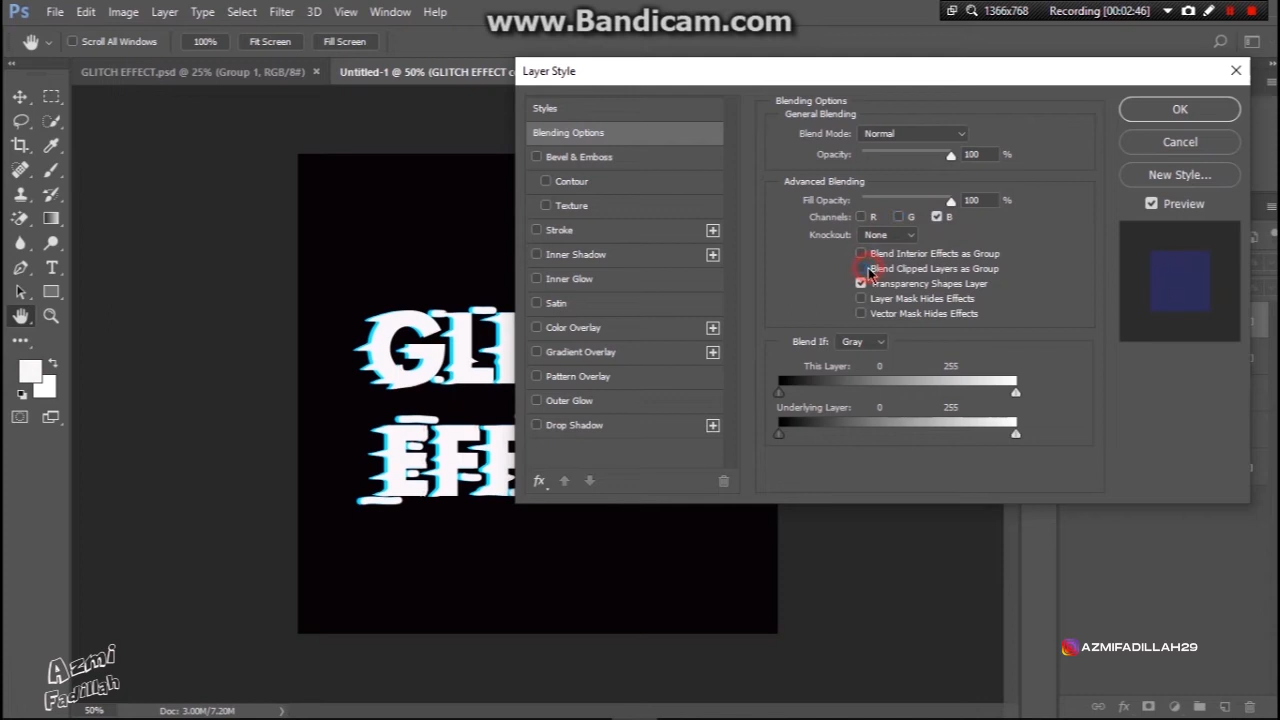 www.Bandicam.com
1366x768 Recording [00:02:46]
Ps File Edit Image Layer Type Select Filter 3D View Window Help
Scroll All Windows 100% Fit Screen Fill Screen
GLITCH EFFECT.psd @ 25% (Group 1, RGB/8#) × Untitled-1 @ 50% (GLITCH EFFECT
Layer Style
Styles
Blending Options
Bevel & Emboss
Contour
Texture
Stroke
Inner Shadow
Inner Glow
Satin
Color Overlay
Gradient Overlay
Pattern Overlay
Outer Glow
Drop Shadow
fx
Blending Options
General Blending
Blend Mode: Normal
Opacity: 100 %
Advanced Blending
Fill Opacity: 100 %
Channels: R G B
Knockout: None
Blend Interior Effects as Group
Blend Clipped Layers as Group
Transparency Shapes Layer
Layer Mask Hides Effects
Vector Mask Hides Effects
Blend If: Gray
This Layer: 0 255
Underlying Layer: 0 255
OK
Cancel
New Style...
Preview
GLI
EFF
Azmi
Fadillah
AZMIFADILLAH29
50% Doc: 3.00M/7.20M
fx